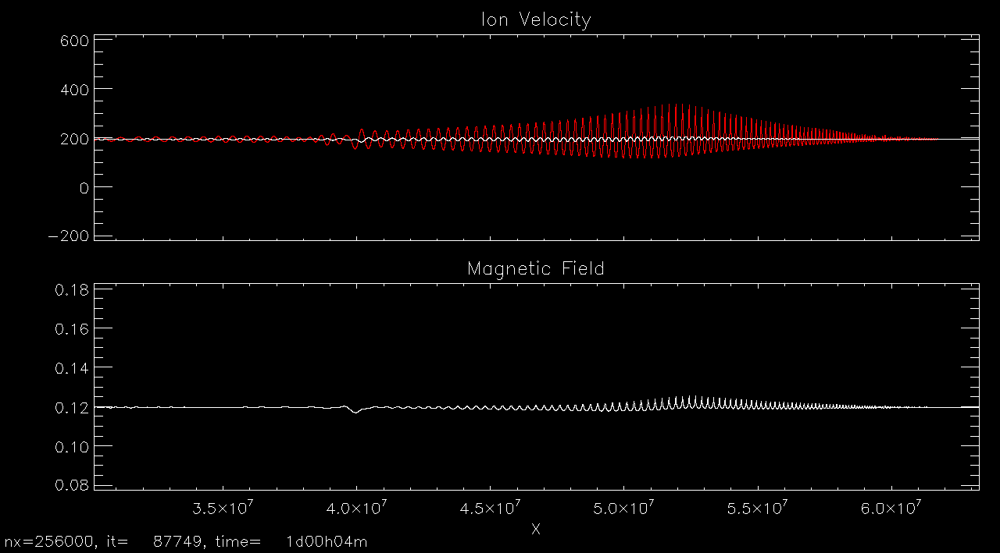 Ion Velocity
600
400
200
0
−200
Magnetic Field
0.18
0.16
0.14
0.12
0.10
0.08
3.5×10⁷ 4.0×10⁷ 4.5×10⁷ 5.0×10⁷ 5.5×10⁷ 6.0×10⁷
X
nx=256000, it= 87749, time= 1d00h04m